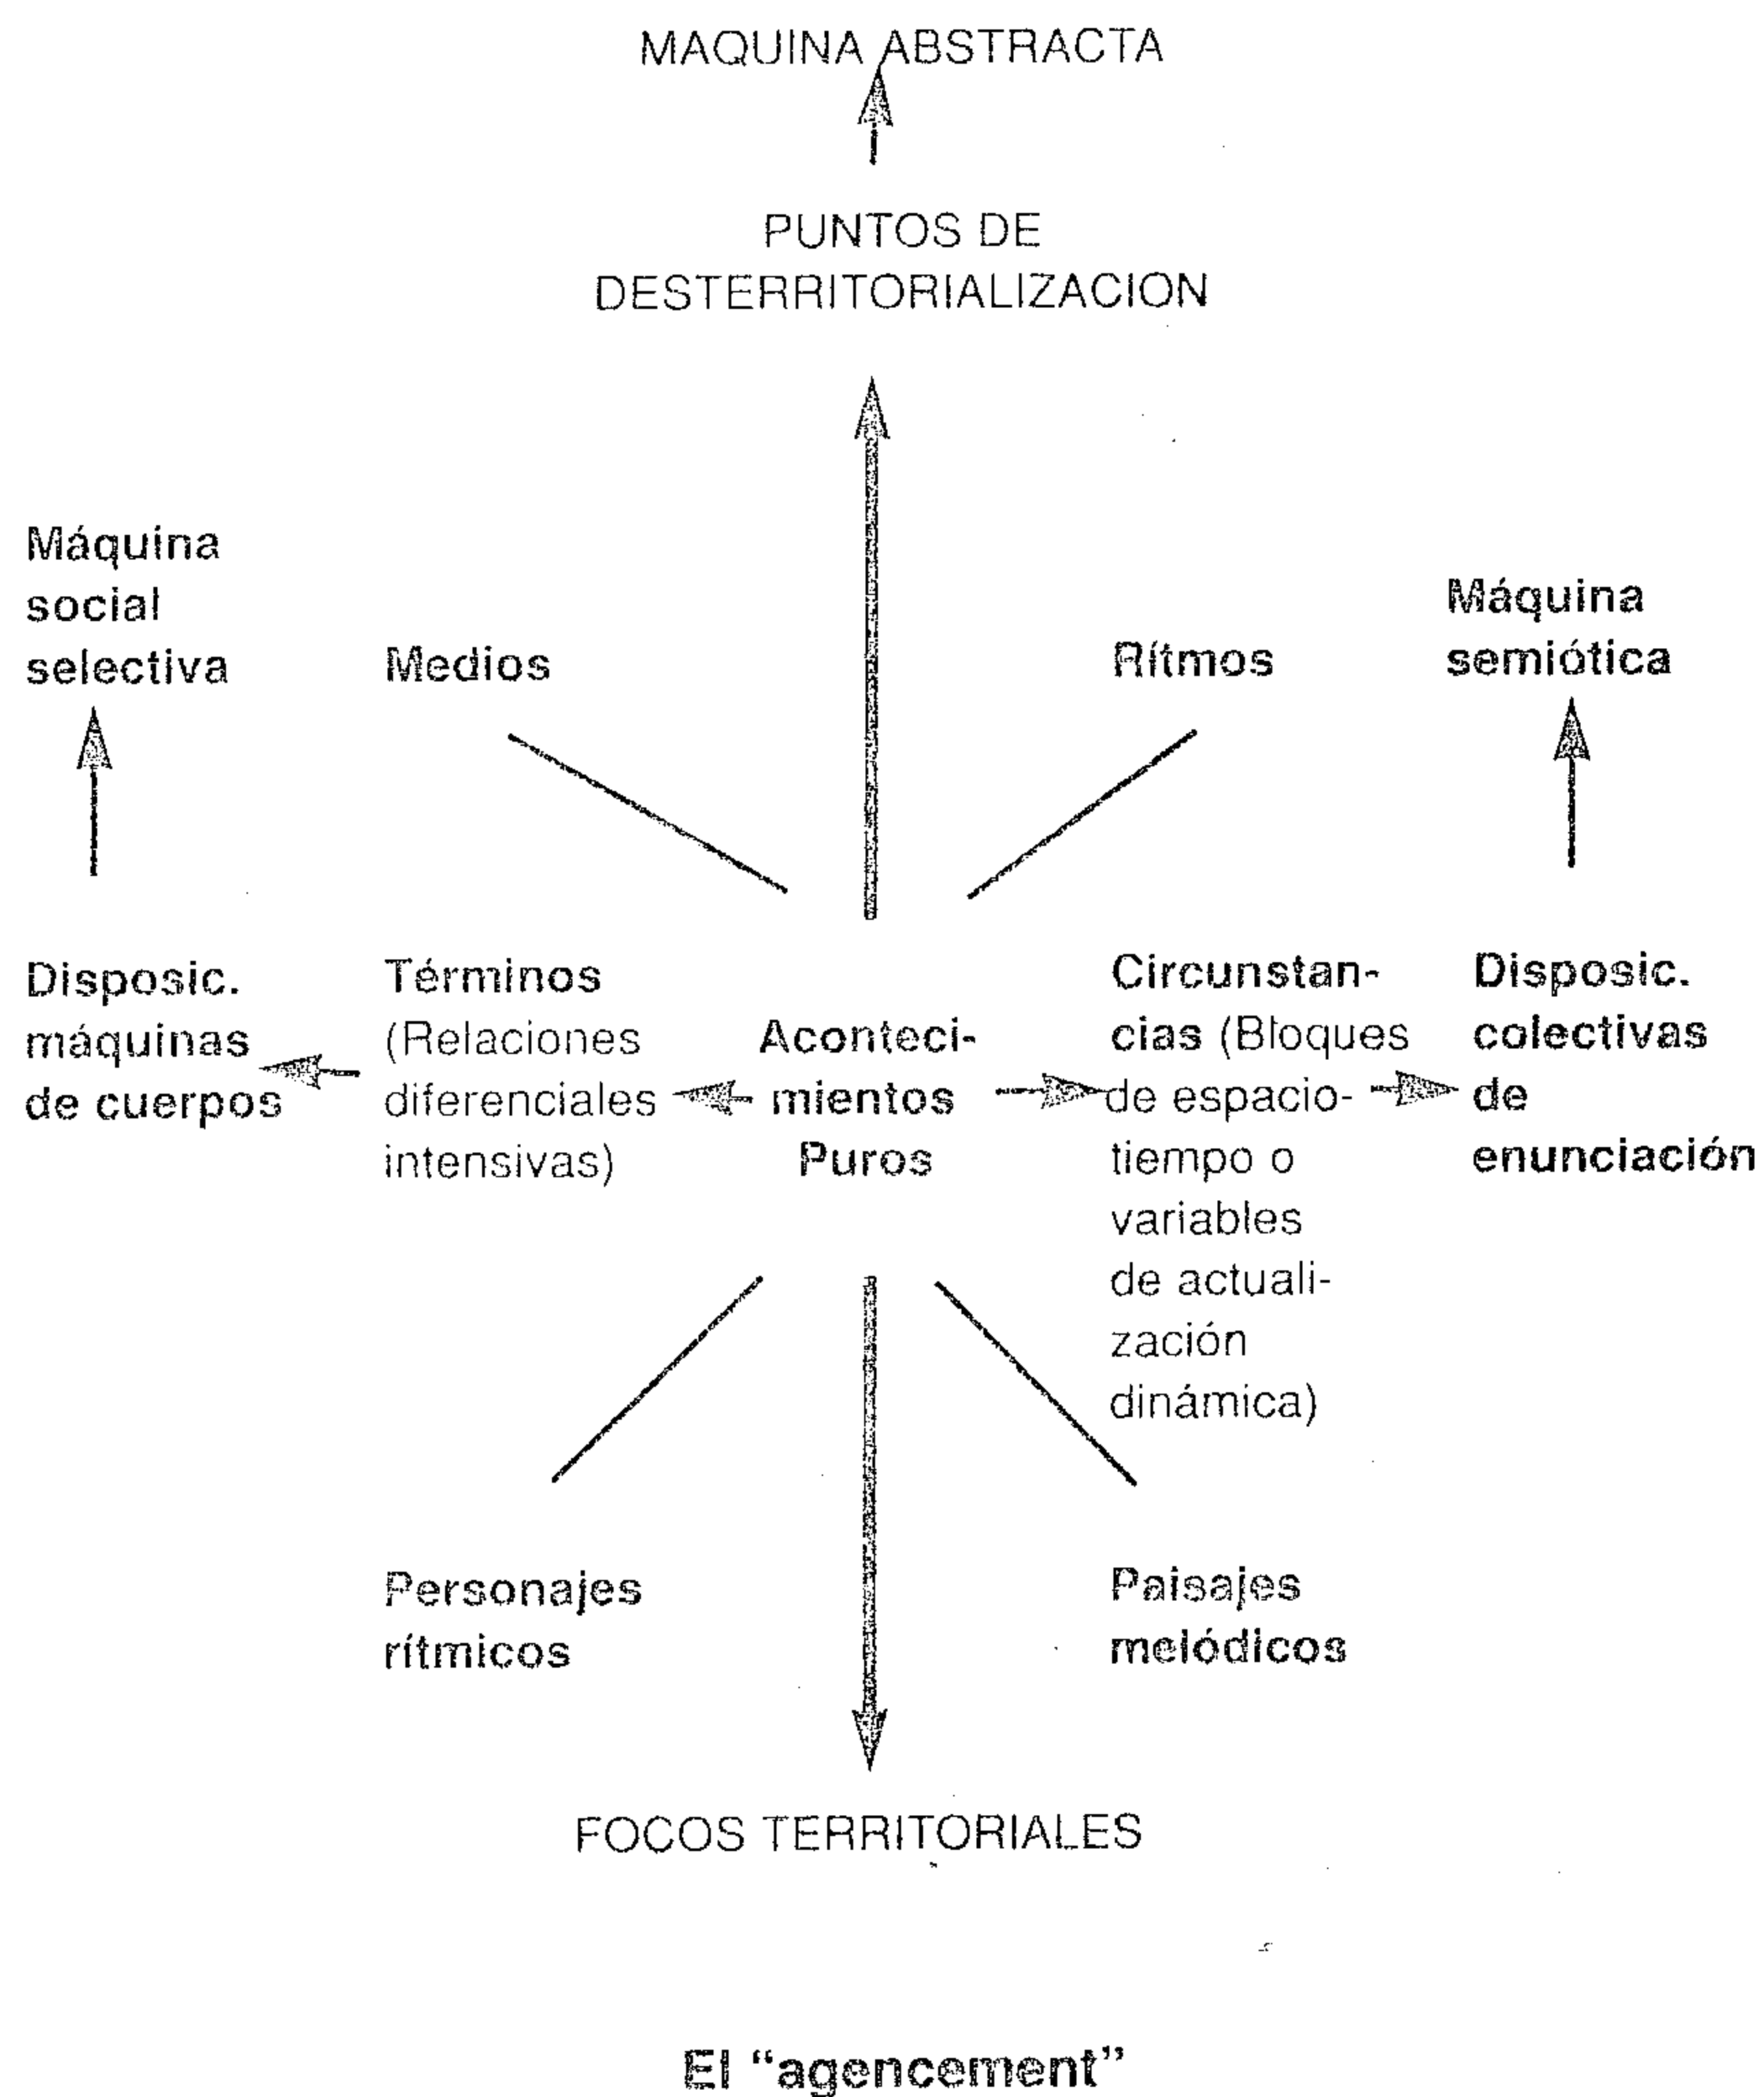 MAQUINA ABSTRACTA
PUNTOS DE
DESTERRITORIALIZACION
Máquina
social
selectiva
Medios
Rítmos
Máquina
semiótica
Disposic.
máquinas
de cuerpos
Términos
(Relaciones
diferenciales
intensivas)
Aconteci-
mientos
Puros
Circunstan-
cias (Bloques
de espacio-
tiempo o
variables
de actuali-
zación
dinámica)
Disposic.
colectivas
de
enunciación
Personajes
rítmicos
Paisajes
melódicos
FOCOS TERRITORIALES
El “agencement”